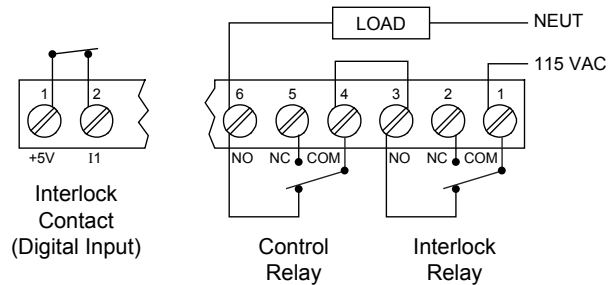 LOAD NEUT
115 VAC
1 2
6 5 4 3 2 1
+5V I1
NO NC COM NO NC COM
Interlock
Contact
(Digital Input)
Control
Relay
Interlock
Relay